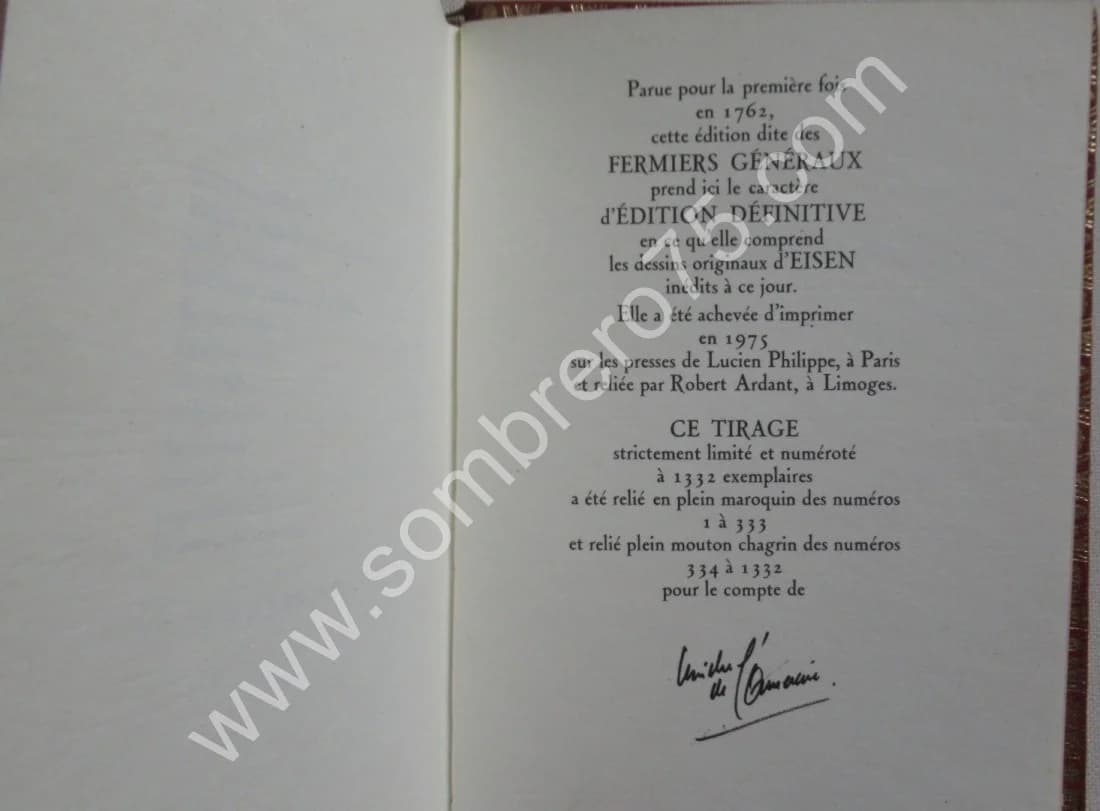 Parue pour la première fois
en 1762,
cette édition dite des
FERMIERS GÉNÉRAUX
prend ici le caractère
d'ÉDITION DÉFINITIVE
en ce qu'elle comprend
les dessins originaux d'EISEN
inédits à ce jour.
Elle a été achevée d'imprimer
en 1975
sur les presses de Lucien Philippe, à Paris
et reliée par Robert Ardant, à Limoges.
CE TIRAGE
strictement limité et numéroté
à 1332 exemplaires
a été relié en plein maroquin des numéros
1 à 333
et relié plein mouton chagrin des numéros
334 à 1332
pour le compte de
de
www.sombrero75.com